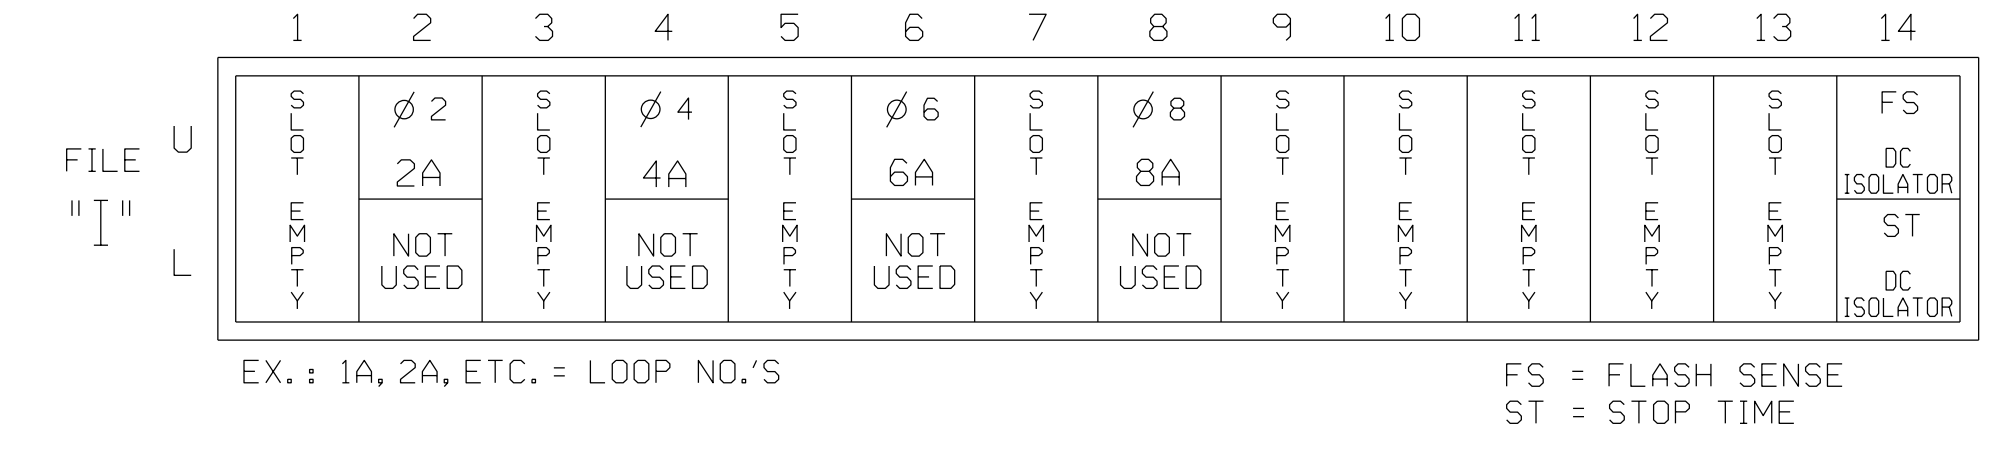 1 2 3 4 5 6 7 8 9 10 11 12 13 14
FILE
"I"
U
L
SLOT EMPTY
Ø 2
2A
NOT
USED
SLOT EMPTY
Ø 4
4A
NOT
USED
SLOT EMPTY
Ø 6
6A
NOT
USED
SLOT EMPTY
Ø 8
8A
NOT
USED
SLOT EMPTY
SLOT EMPTY
SLOT EMPTY
SLOT EMPTY
SLOT EMPTY
FS
DC
ISOLATOR
ST
DC
ISOLATOR
EX.: 1A, 2A, ETC. = LOOP NO.'S
FS = FLASH SENSE
ST = STOP TIME